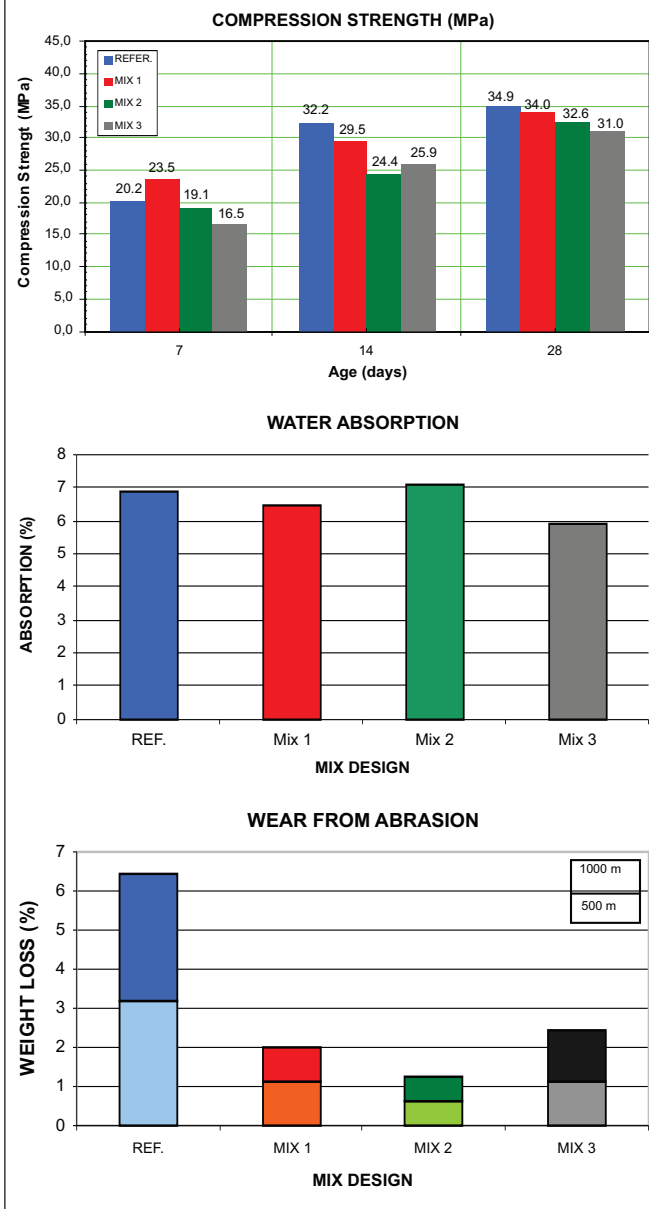 COMPRESSION STRENGTH (MPa)
Compression Strengt (MPa)
45,0
40,0
35,0
30,0
25,0
20,0
15,0
10,0
5,0
0,0
REFER.
MIX 1
MIX 2
MIX 3
20.2
23.5
19.1
16.5
32.2
29.5
24.4
25.9
34.9
34.0
32.6
31.0
7
14
28
Age (days)
WATER ABSORPTION
ABSORPTION (%)
8
7
6
5
4
3
2
1
0
REF.
Mix 1
Mix 2
Mix 3
MIX DESIGN
WEAR FROM ABRASION
WEIGHT LOSS (%)
7
6
5
4
3
2
1
0
1000 m
500 m
REF.
MIX 1
MIX 2
MIX 3
MIX DESIGN